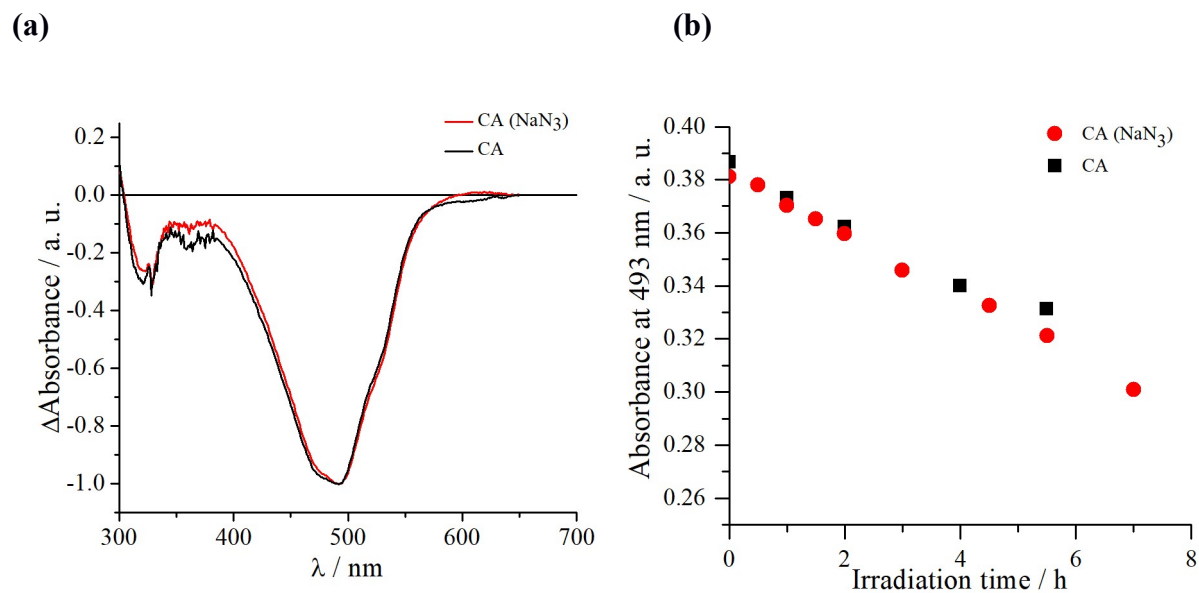 (a)
(b)
CA (NaN3)
CA
0.2
0.0
-0.2
-0.4
-0.6
-0.8
-1.0
ΔAbsorbance / a. u.
300
400
500
600
700
λ / nm
CA (NaN3)
CA
0.40
0.38
0.36
0.34
0.32
0.30
0.28
0.26
Absorbance at 493 nm / a. u.
0
2
4
6
8
Irradiation time / h